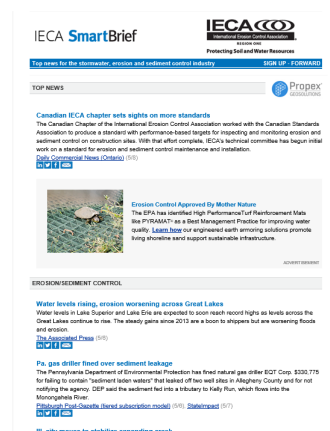 IECA SmartBrief
IECA
International Erosion Control Association
REGION ONE
Protecting Soil and Water Resources
Top news for the stormwater, erosion and sediment control industry
SIGN UP - FORWARD
TOP NEWS
Propex
GEOSOLUTIONS
Canadian IECA chapter sets sights on more standards
The Canadian Chapter of the International Erosion Control Association worked with the Canadian Standards
Association to produce a standard with performance-based targets for inspecting and monitoring erosion and
sediment control on construction sites. With that effort complete, IECA's technical committee has begun initial
work on a standard for erosion and sediment control maintenance and installation.
Daily Commercial News (Ontario) (5/8)
Erosion Control Approved By Mother Nature
The EPA has identified High PerformanceTurf Reinforcement Mats
like PYRAMAT® as a Best Management Practice for improving water
quality. Learn how our engineered earth armoring solutions promote
living shoreline sand support sustainable infrastructure.
ADVERTISEMENT
EROSION/SEDIMENT CONTROL
Water levels rising, erosion worsening across Great Lakes
Water levels in Lake Superior and Lake Erie are expected to soon reach record highs as levels across the
Great Lakes continue to rise. The steady gains since 2013 are a boon to shippers but are worsening floods
and erosion.
The Associated Press (5/6)
Pa. gas driller fined over sediment leakage
The Pennsylvania Department of Environmental Protection has fined natural gas driller EQT Corp. $330,775
for failing to contain "sediment laden waters" that leaked off two well sites in Allegheny County and for not
notifying the agency. DEP said the sediment fed into a tributary to Kelly Run, which flows into the
Monongahela River.
Pittsburgh Post-Gazette (tiered subscription model) (5/8), StateImpact (5/7)